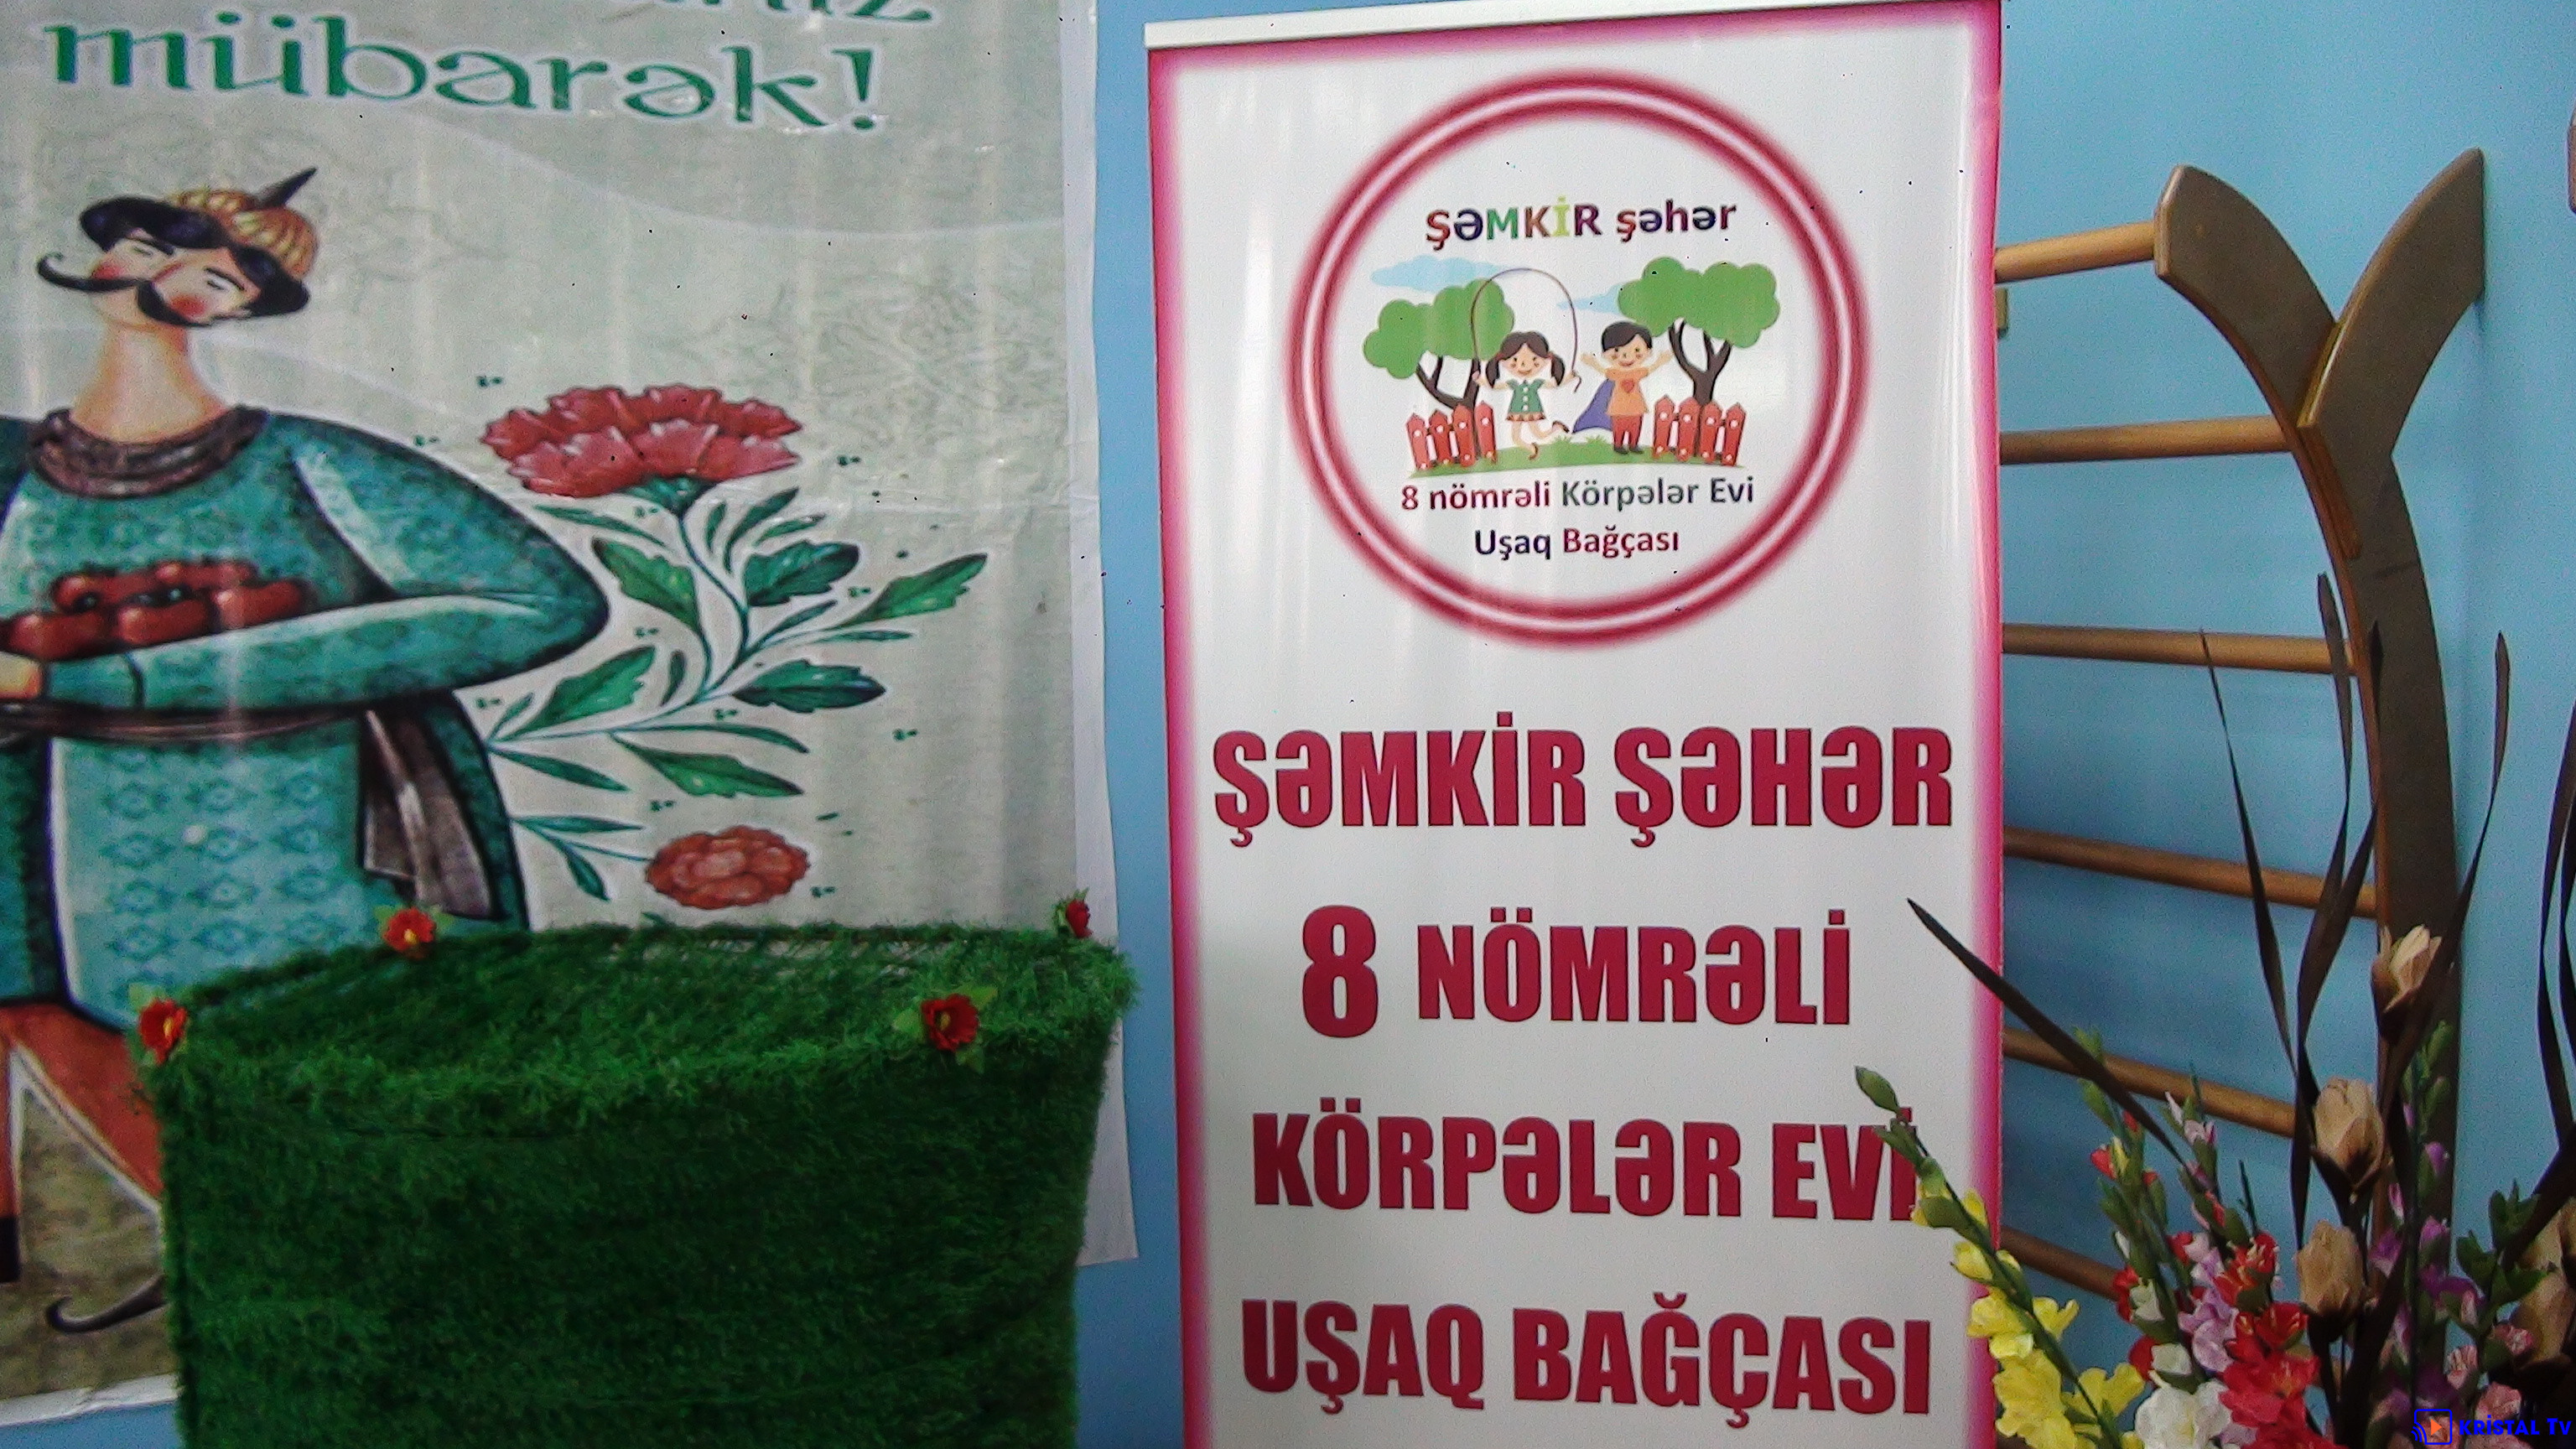 mübarək!
ŞƏMKİR şəhər
8 nömrəli Körpələr Evi
Uşaq Bağçası
ŞƏMKİR ŞƏHƏR
8 NÖMRƏLİ
KÖRPƏLƏR EVİ
UŞAQ BAĞÇASI
KRİSTAL Tv